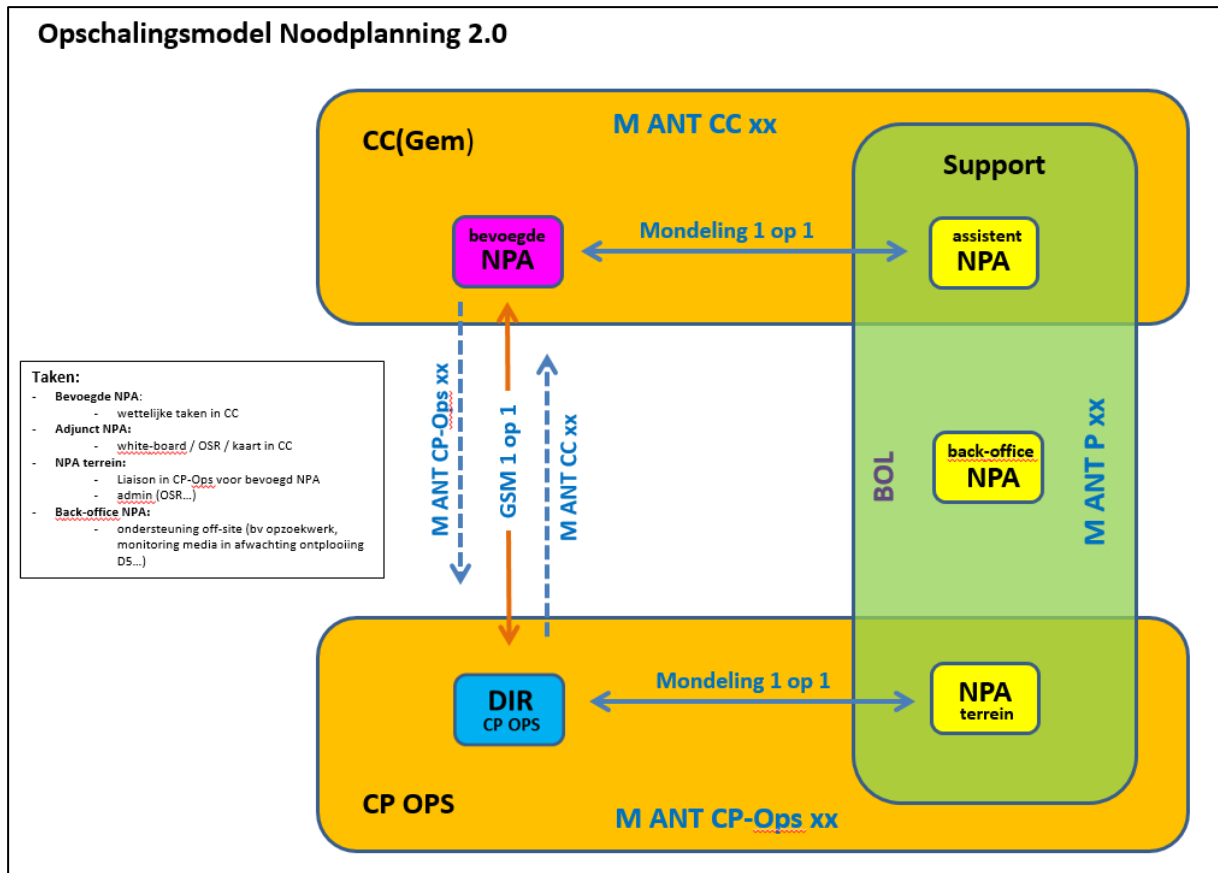 Opschalingsmodel Noodplanning 2.0
CC(Gem)
M ANT CC xx
Support
bevoegde
NPA
Mondeling 1 op 1
assistent
NPA
Taken:
- Bevoegde NPA:
- wettelijke taken in CC
- Adjunct NPA:
- white-board / OSR / kaart in CC
- NPA terrein:
- Liaison in CP-Ops voor bevoegd NPA
- admin (OSR...)
- Back-office NPA:
- ondersteuning off-site (bv opzoekwerk,
monitoring media in afwachting ontplooiing
D5...)
M ANT CP-Ops xx
GSM 1 op 1
M ANT CC xx
BOL
back-office
NPA
M ANT P xx
DIR
CP OPS
Mondeling 1 op 1
NPA
terrein
CP OPS
M ANT CP-Ops xx